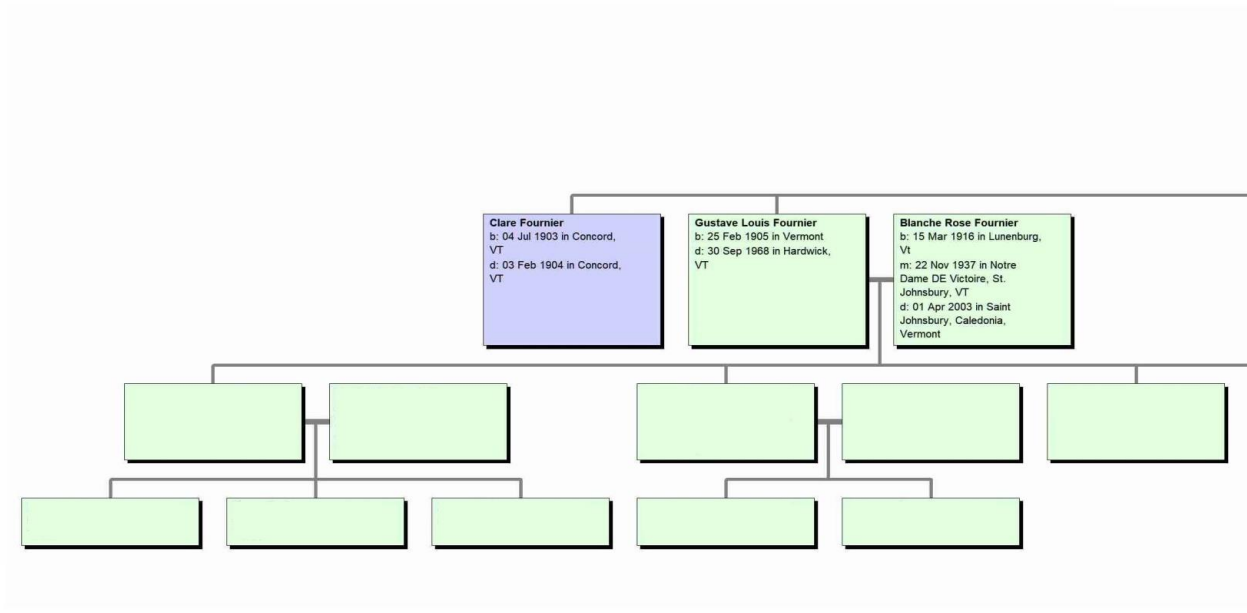 Clare Fournier
b: 04 Jul 1903 in Concord,
VT
d: 03 Feb 1904 in Concord,
VT
Gustave Louis Fournier
b: 25 Feb 1905 in Vermont
d: 30 Sep 1968 in Hardwick,
VT
Blanche Rose Fournier
b: 15 Mar 1916 in Lunenburg,
Vt
m: 22 Nov 1937 in Notre
Dame DE Victoire, St.
Johnsbury, VT
d: 01 Apr 2003 in Saint
Johnsbury, Caledonia,
Vermont